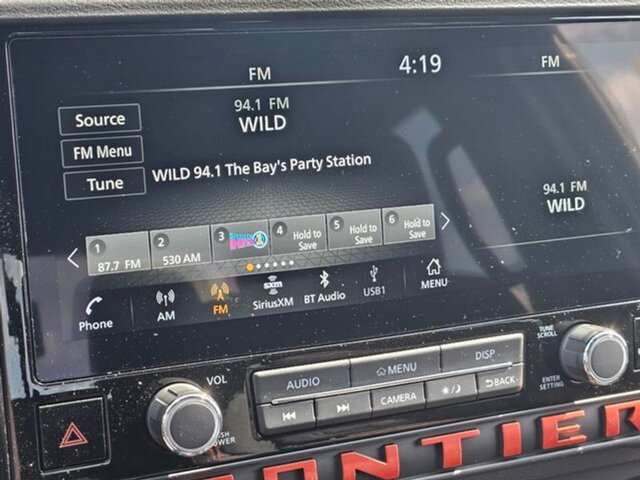 FM
4:19
FM
94.1 FM
WILD
Source
FM Menu
Tune
WILD 94.1 The Bay's Party Station
94.1 FM
WILD
1
87.7 FM
2
530 AM
3
4
Hold to
Save
5
Hold to
Save
6
Hold to
Save
Phone
AM
FM
sxm
SiriusXM
BT Audio
USB1
MENU
VOL
AUDIO
MENU
DISP
TUNE
SCROLL
CAMERA
BACK
ENTER
SETTING
POWER
ONTIER